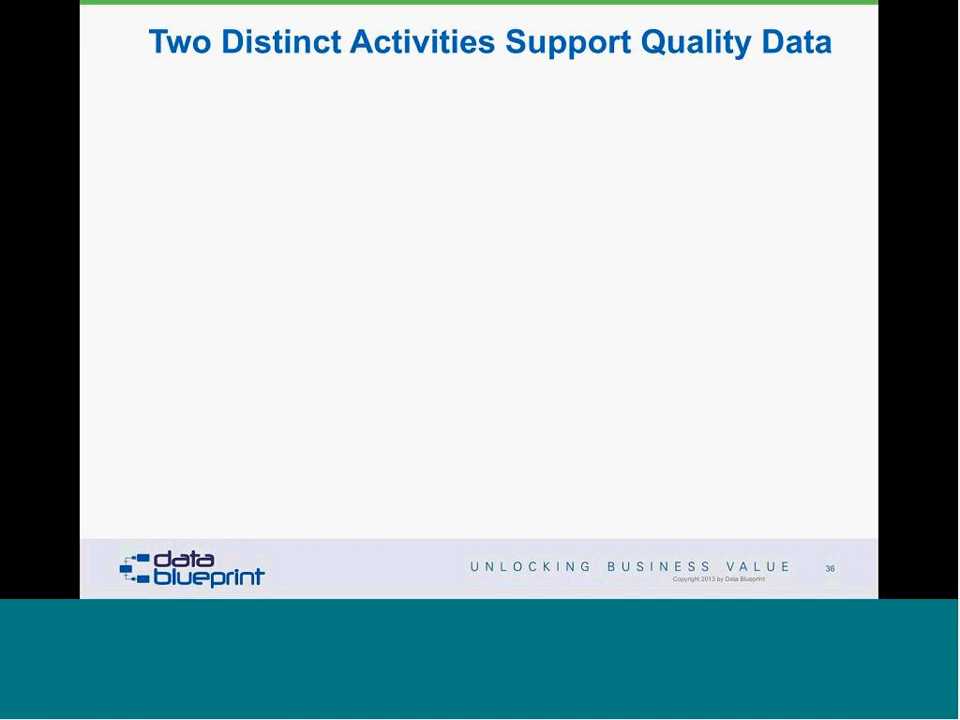 Two Distinct Activities Support Quality Data
data
blueprint
UNLOCKING BUSINESS VALUE
36
Copyright 2013 by Data Blueprint